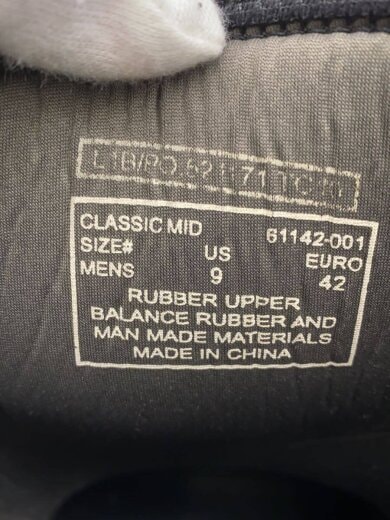 CLASSIC MID 61142-001
SIZE# US EURO
MENS 9 42
RUBBER UPPER
BALANCE RUBBER AND
MAN MADE MATERIALS
MADE IN CHINA